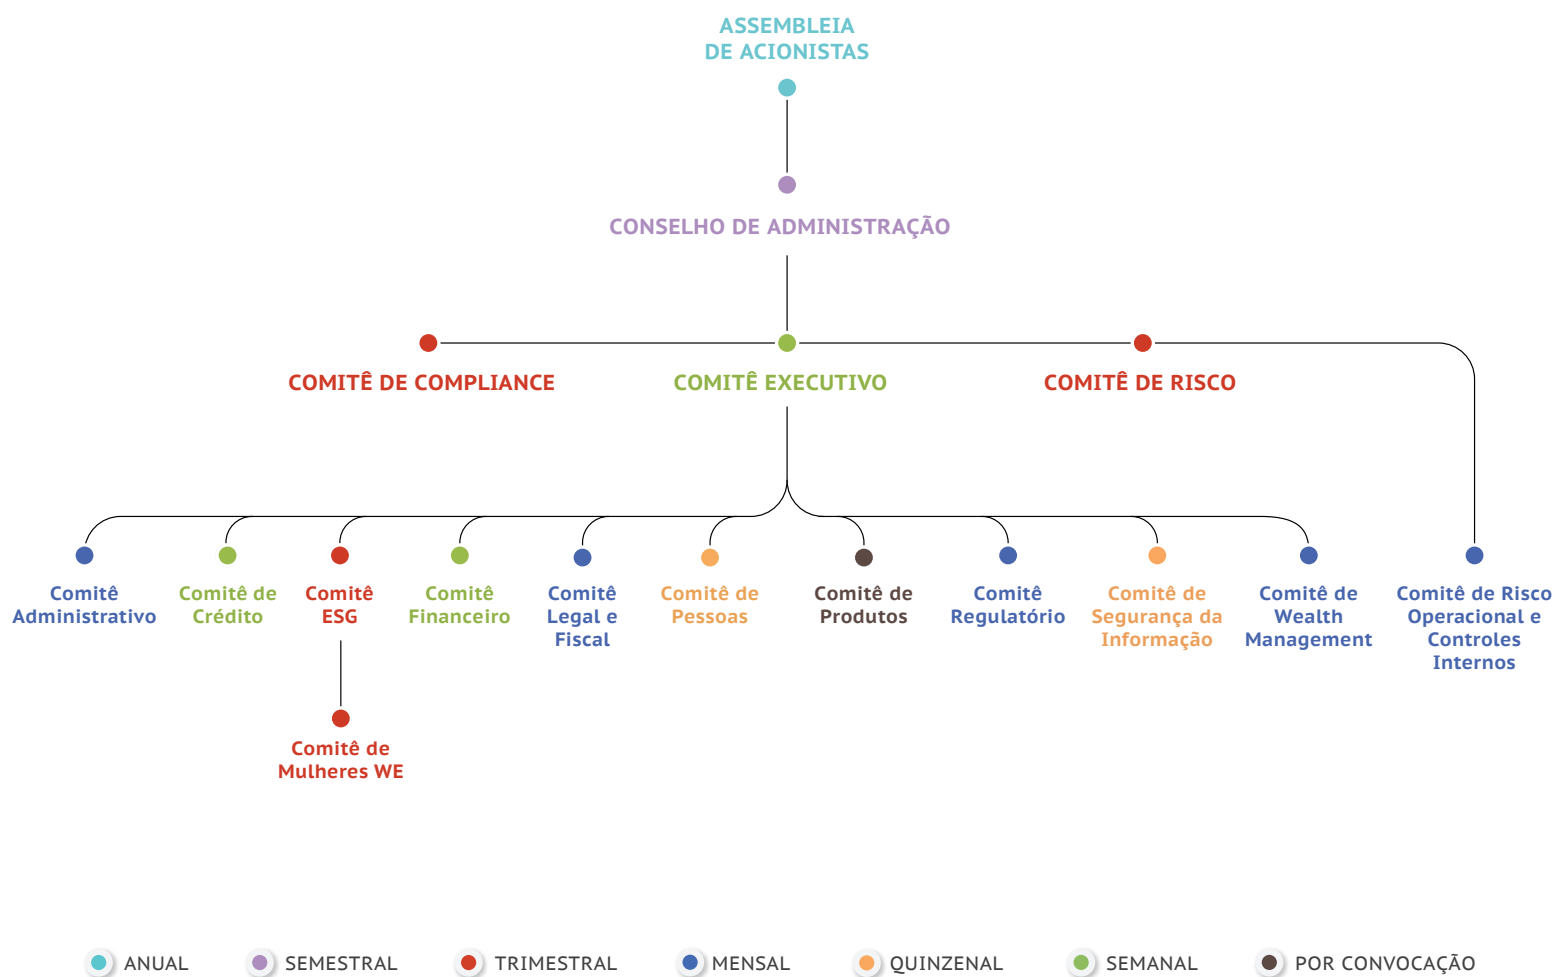 ASSEMBLEIA
DE ACIONISTAS
CONSELHO DE ADMINISTRAÇÃO
COMITÊ DE COMPLIANCE
COMITÊ EXECUTIVO
COMITÊ DE RISCO
Comitê
Administrativo
Comitê de
Crédito
Comitê
ESG
Comitê
Financeiro
Comitê
Legal e
Fiscal
Comitê de
Pessoas
Comitê de
Produtos
Comitê
Regulatório
Comitê de
Segurança da
Informação
Comitê de
Wealth
Management
Comitê de Risco
Operacional e
Controles
Internos
Comitê de
Mulheres WE
ANUAL
SEMESTRAL
TRIMESTRAL
MENSAL
QUINZENAL
SEMANAL
POR CONVOCAÇÃO